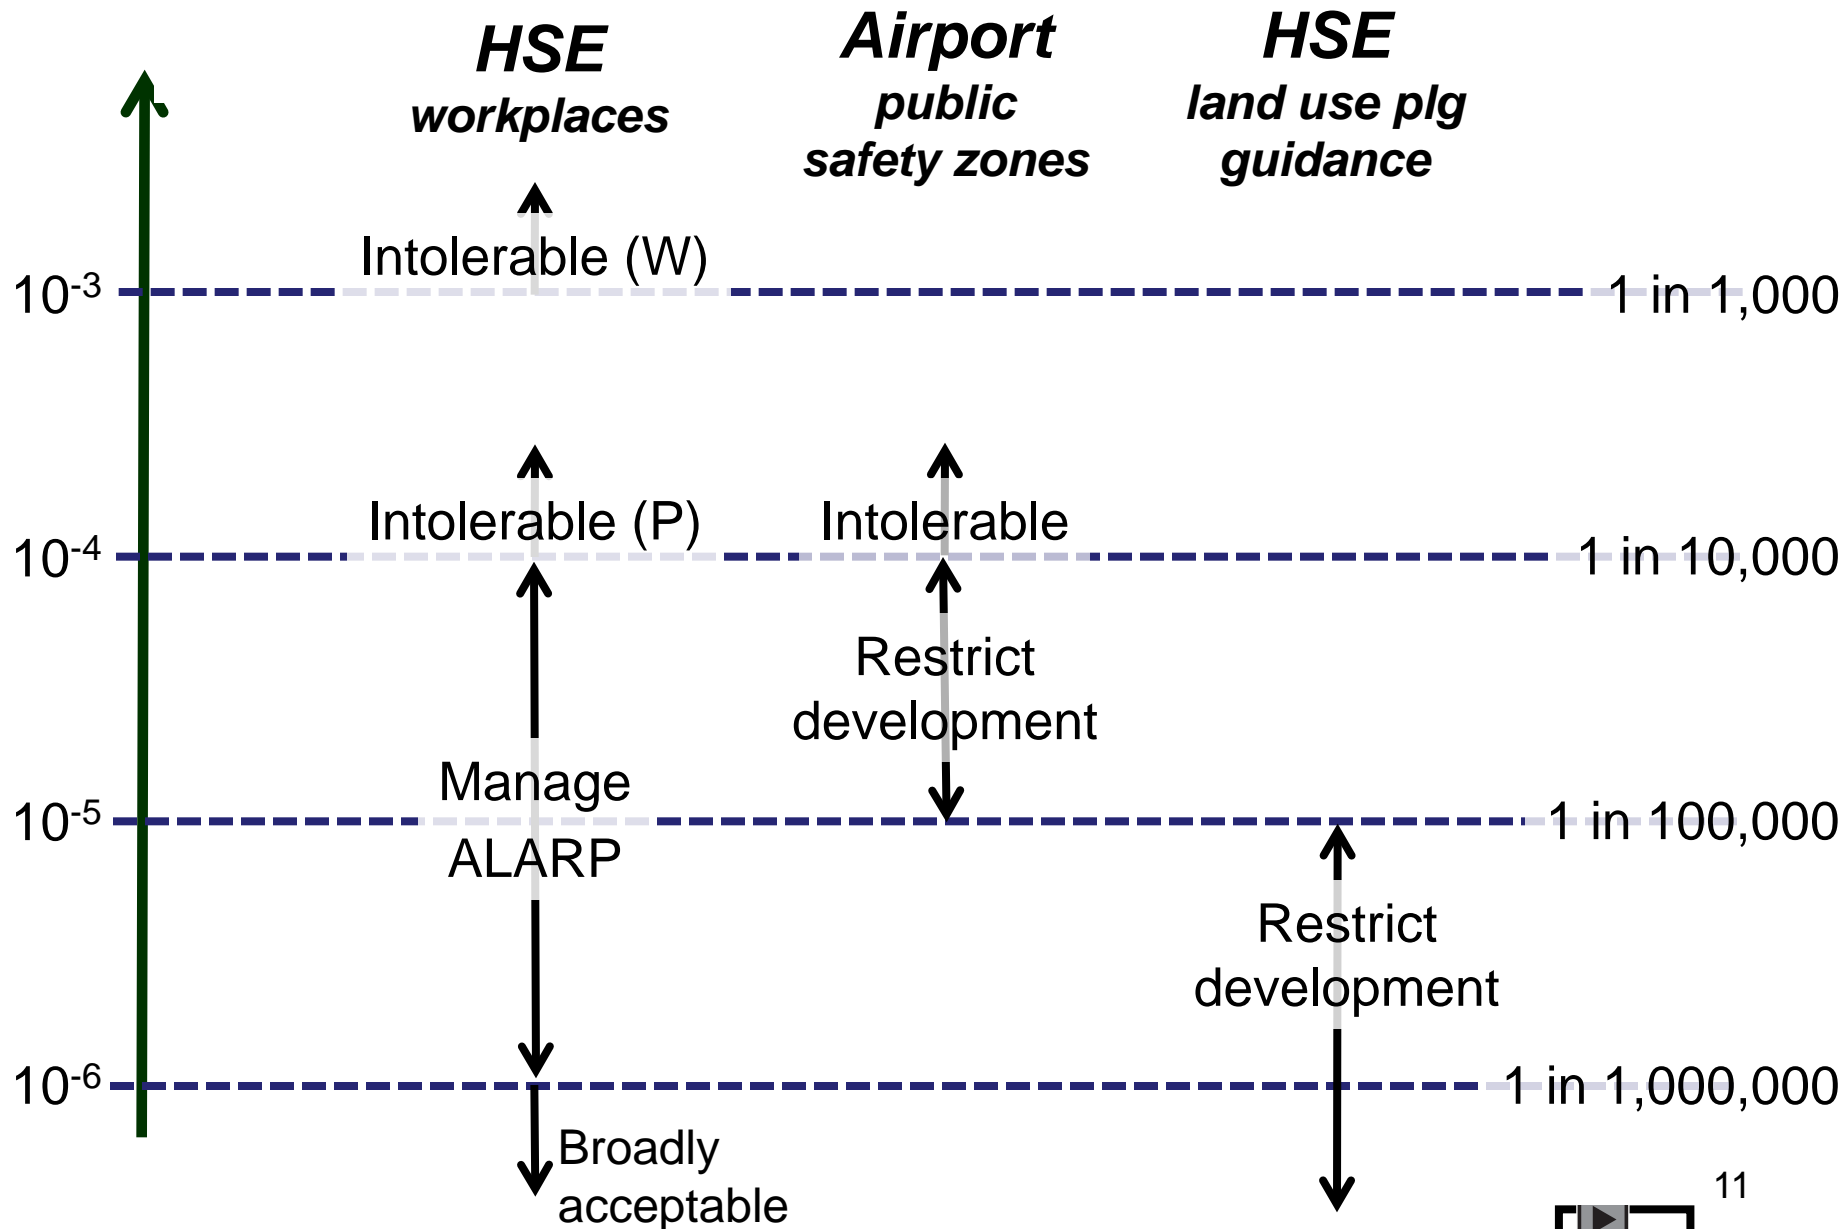 HSE
workplaces
Airport
public
safety zones
HSE
land use plg
guidance
Intolerable (W)
10⁻³
1 in 1,000
Intolerable (P)
Intolerable
10⁻⁴
1 in 10,000
Restrict
development
Manage
10⁻⁵
1 in 100,000
ALARP
Restrict
development
10⁻⁶
1 in 1,000,000
Broadly
acceptable
11